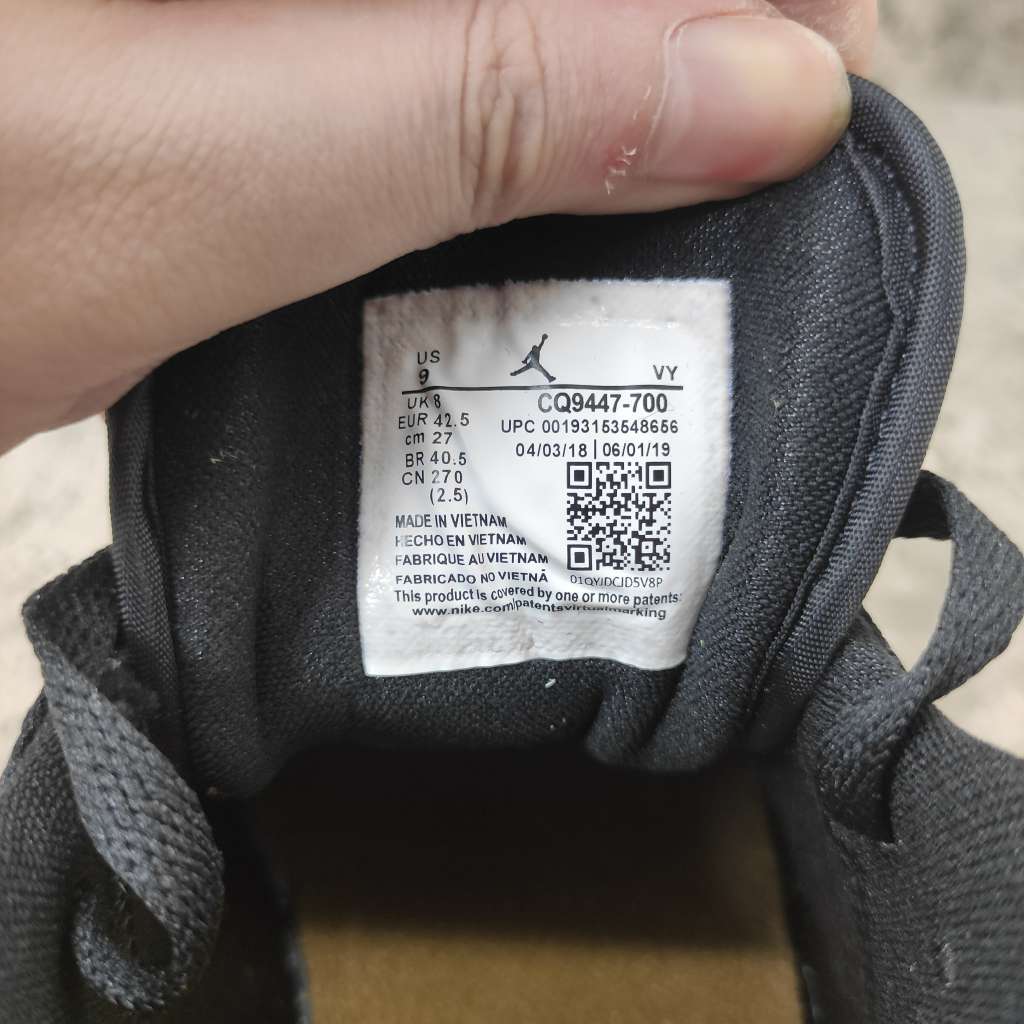 US
9
VY
UK 8
EUR 42.5
cm 27
BR 40.5
CN 270
(2.5)
CQ9447-700
UPC 00193153548656
04/03/18 | 06/01/19
MADE IN VIETNAM
HECHO EN VIETNAM
FABRIQUE AU VIETNAM
FABRICADO NO VIETNÃ
01QYJDCJD5V8P
This product is covered by one or more patents:
www.nike.com/patentsvirtualmarking